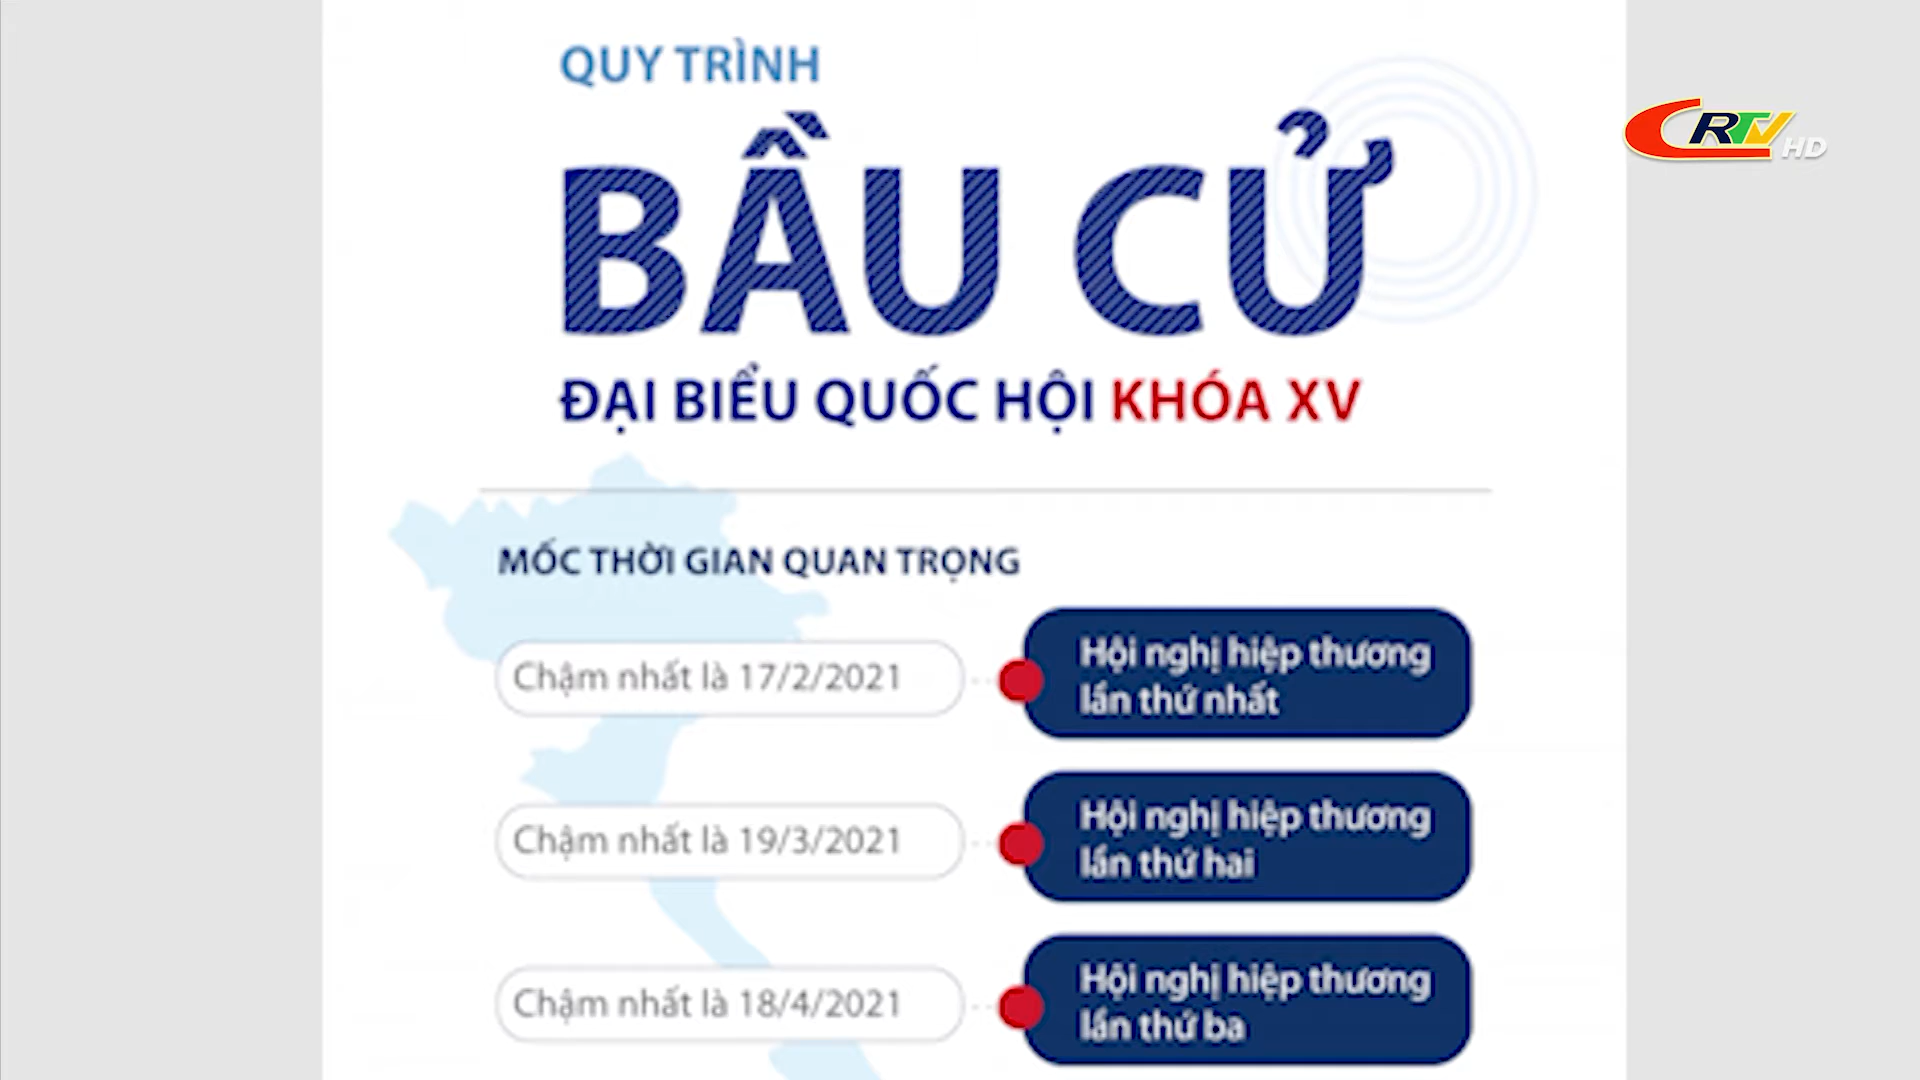 QUY TRÌNH
BẦU CỬ
ĐẠI BIỂU QUỐC HỘI KHÓA XV
CRTV HD
MỐC THỜI GIAN QUAN TRỌNG
Chậm nhất là 17/2/2021
Hội nghị hiệp thương
lần thứ nhất
Chậm nhất là 19/3/2021
Hội nghị hiệp thương
lần thứ hai
Chậm nhất là 18/4/2021
Hội nghị hiệp thương
lần thứ ba